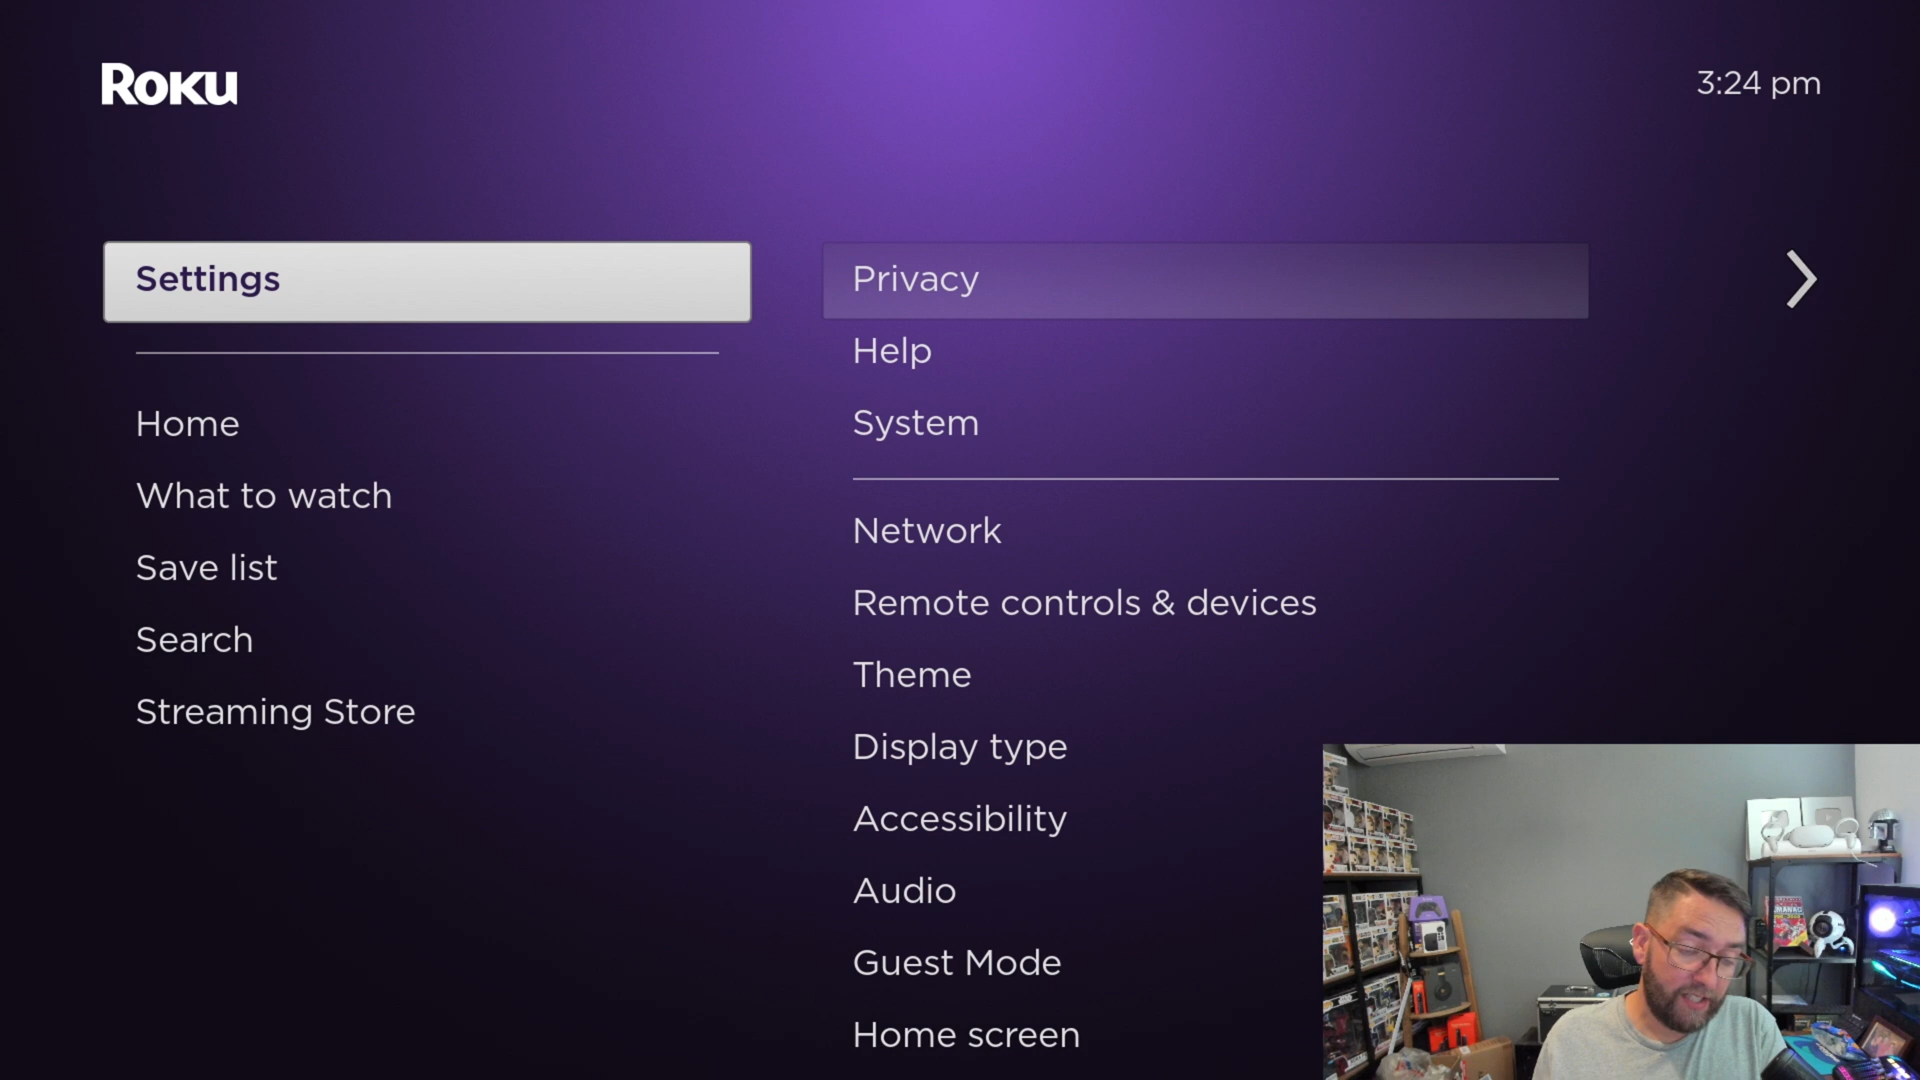 Roku
3:24 pm
Settings
Home
What to watch
Save list
Search
Streaming Store
Privacy
Help
System
Network
Remote controls & devices
Theme
Display type
Accessibility
Audio
Guest Mode
Home screen